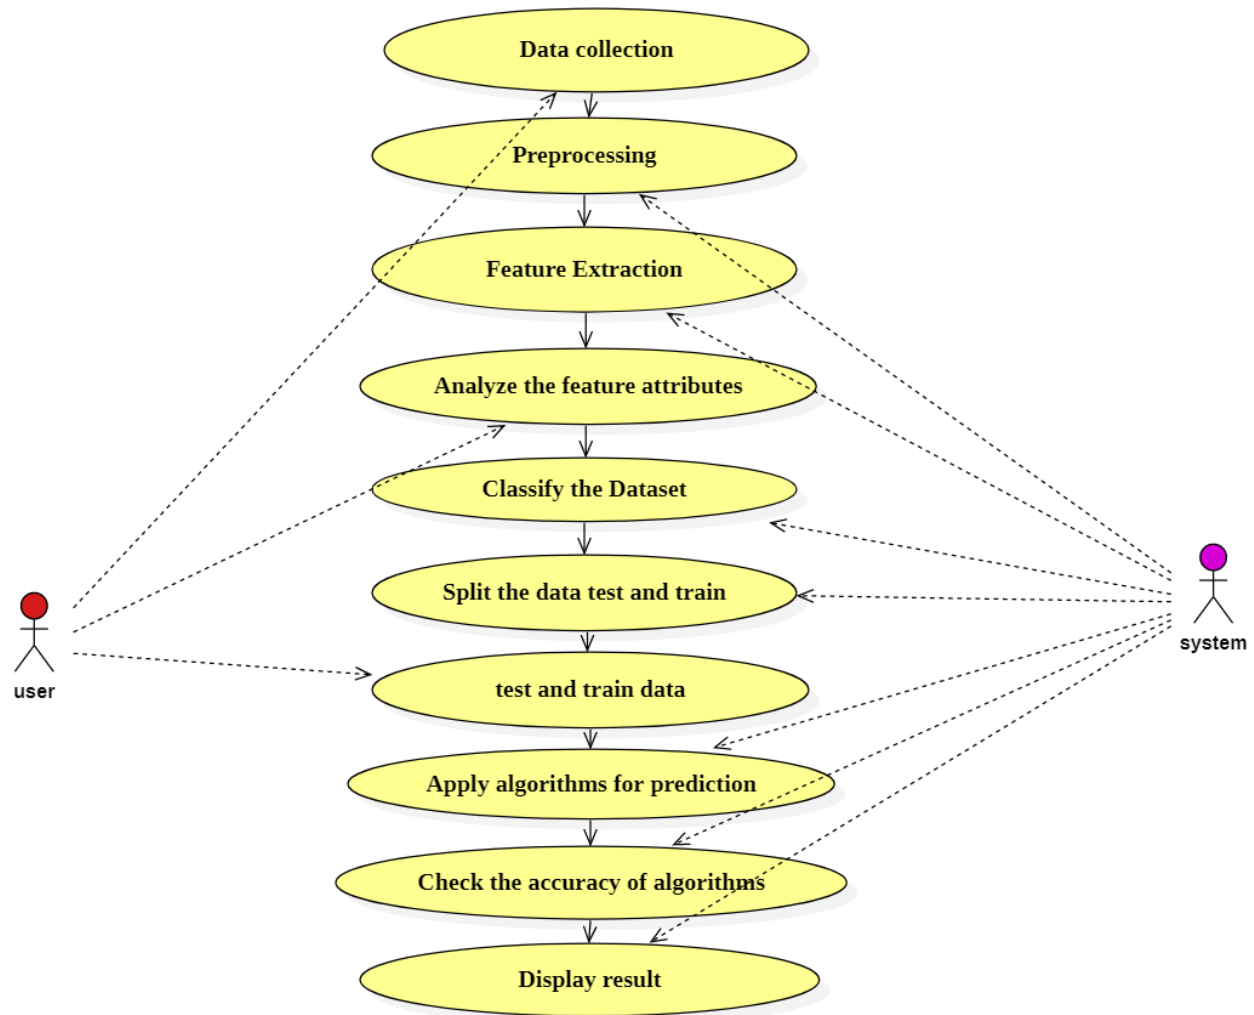 Data collection
Preprocessing
Feature Extraction
Analyze the feature attributes
Classify the Dataset
Split the data test and train
test and train data
Apply algorithms for prediction
Check the accuracy of algorithms
Display result
user
system